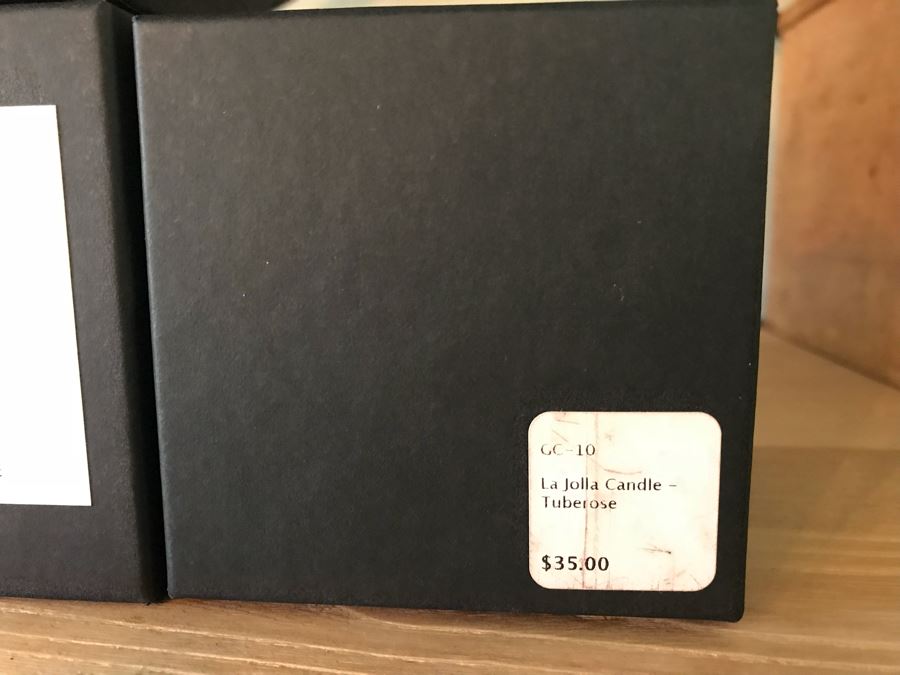 GC-10
La Jolla Candle –
Tuberose
$35.00